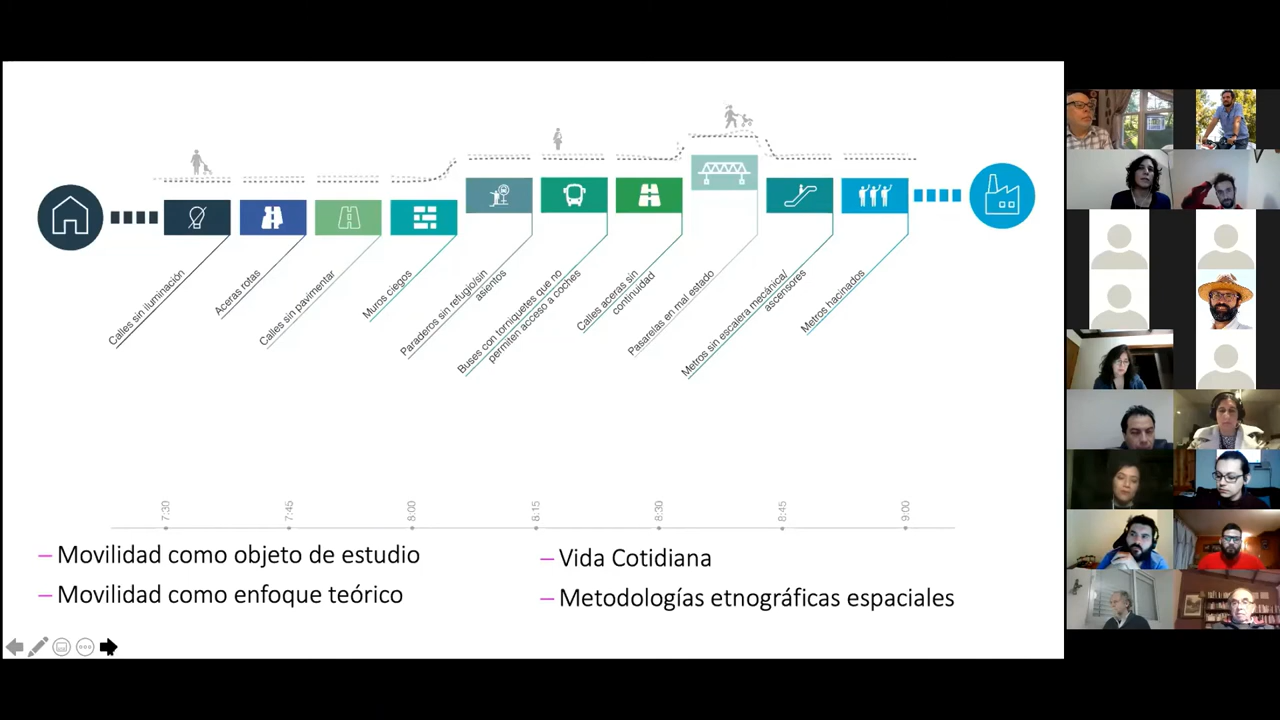 Calles sin iluminación
Aceras rotas
Calles sin pavimentar
Muros ciegos
Paraderos sin refugio/sin
asientos
Buses con torniquetes que no
permiten acceso a coches
Calles aceras sin
continuidad
Pasarelas en mal estado
Metros sin escalera mecánica/
ascensores
Metros hacinados
7:30
7:45
8:00
8:15
8:30
8:45
9:00
– Movilidad como objeto de estudio
– Movilidad como enfoque teórico
– Vida Cotidiana
– Metodologías etnográficas espaciales